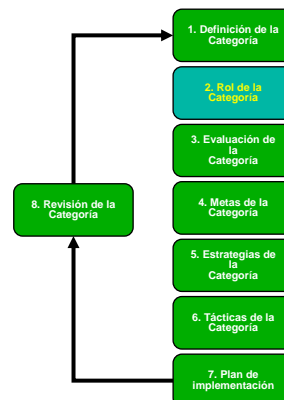 1. Definición de la
Categoría
2. Rol de la
Categoría
3. Evaluación de
la
Categoría
4. Metas de la
Categoría
5. Estrategias de
la
Categoría
6. Tácticas de la
Categoría
7. Plan de
implementación
8. Revisión de la
Categoría